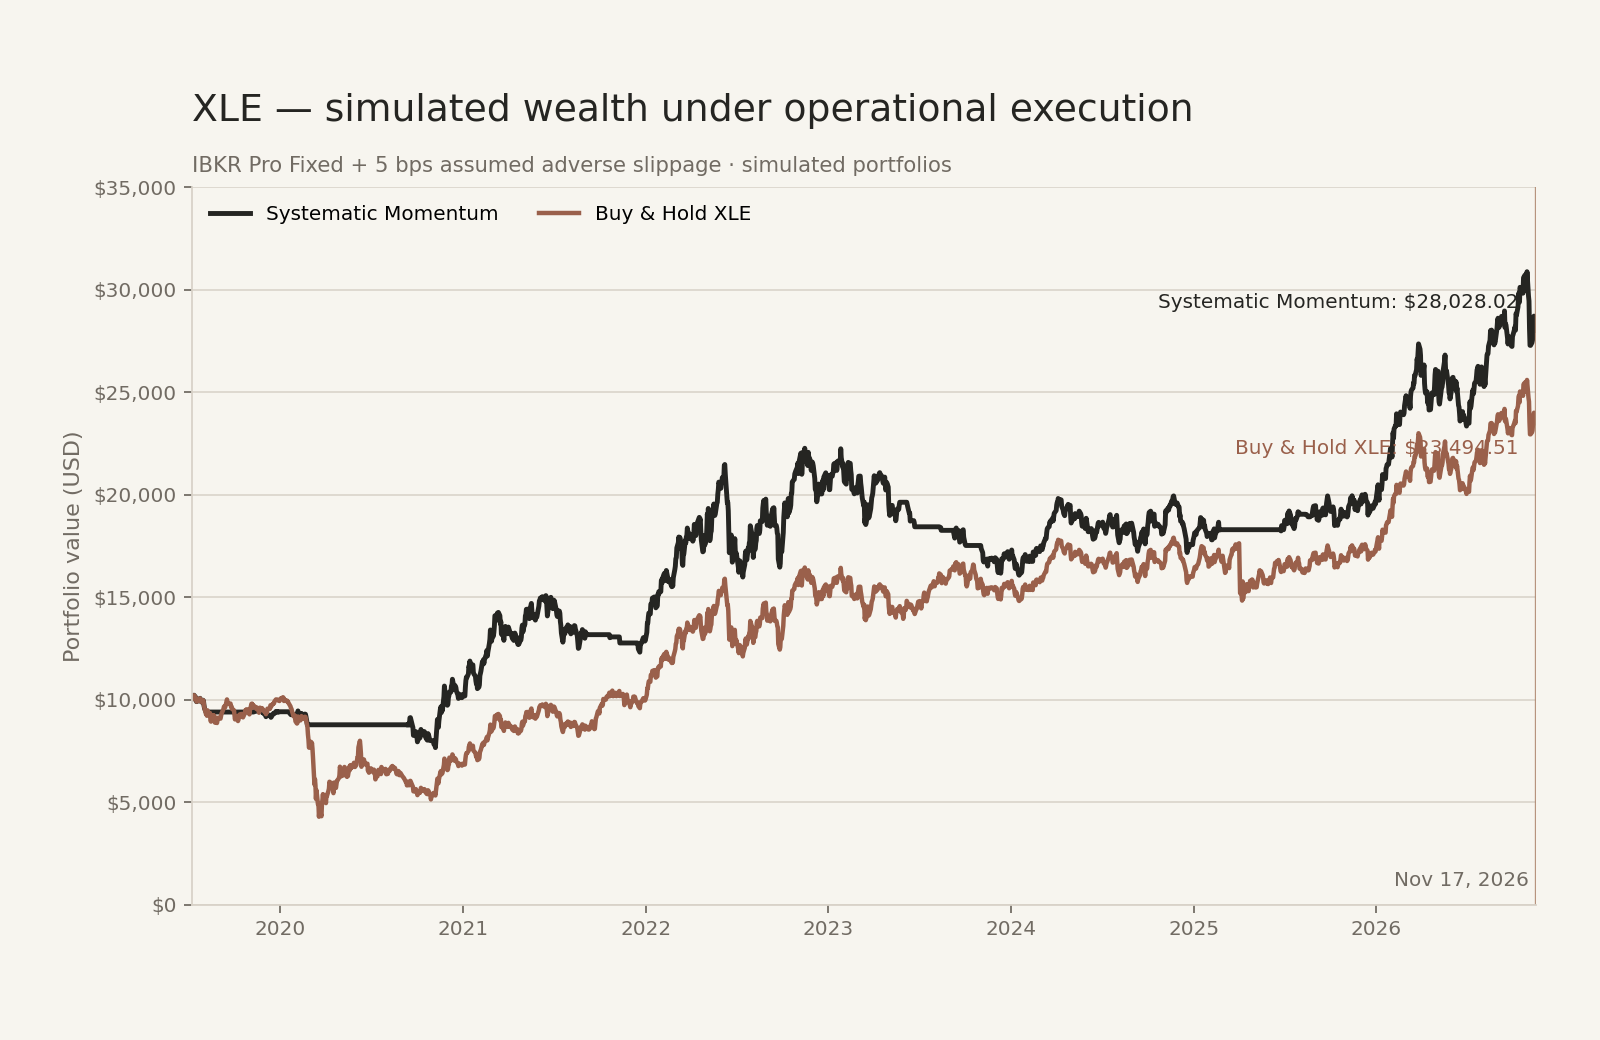 XLE — simulated wealth under operational execution
IBKR Pro Fixed + 5 bps assumed adverse slippage · simulated portfolios
Systematic Momentum
Buy & Hold XLE
Portfolio value (USD)
$35,000
$30,000
$25,000
$20,000
$15,000
$10,000
$5,000
$0
Systematic Momentum: $28,028.02
Buy & Hold XLE: $23,494.51
Nov 17, 2026
2020 2021 2022 2023 2024 2025 2026